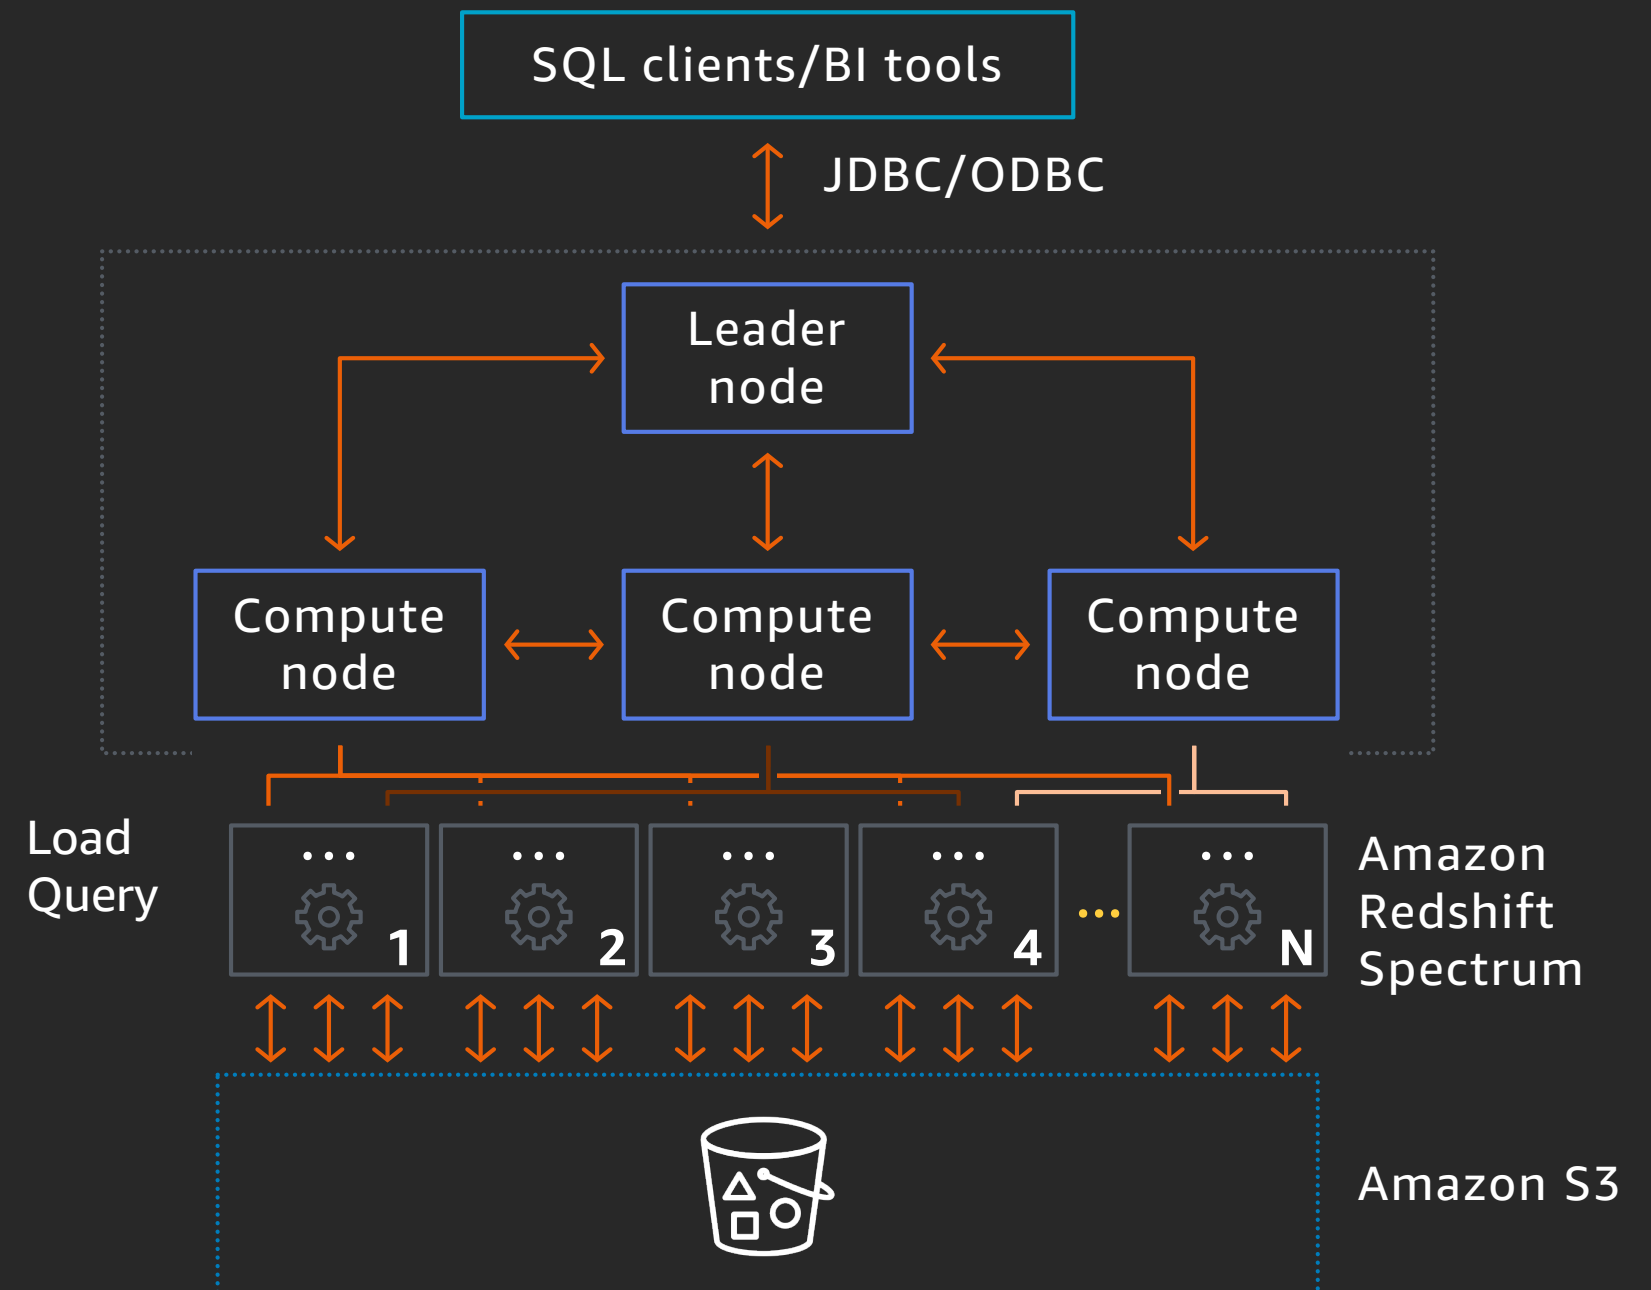 SQL clients/BI tools
JDBC/ODBC
Leader
node
Compute
node
Compute
node
Compute
node
Load
Query
...
1
...
2
...
3
...
4
...
...
N
Amazon
Redshift
Spectrum
Amazon S3